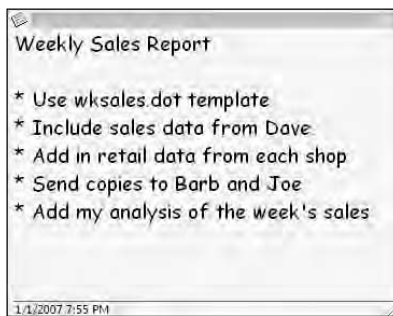 Weekly Sales Report
* Use wksales.dot template
* Include sales data from Dave
* Add in retail data from each shop
* Send copies to Barb and Joe
* Add my analysis of the week's sales
1/1/2007 7:55 PM